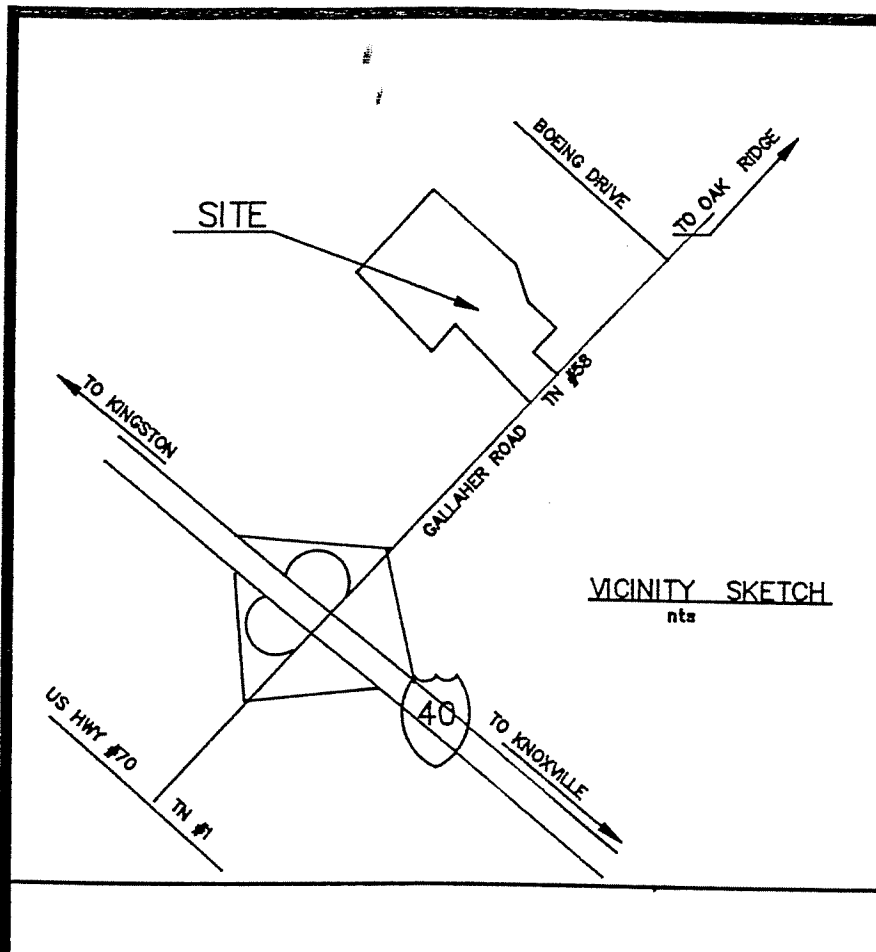 BOEING DRIVE
TO OAK RIDGE
SITE
TN #58
TO KINGSTON
GALLAHER ROAD
VICINITY SKETCH
nts
40
US HWY #70
TO KNOXVILLE
TN #1